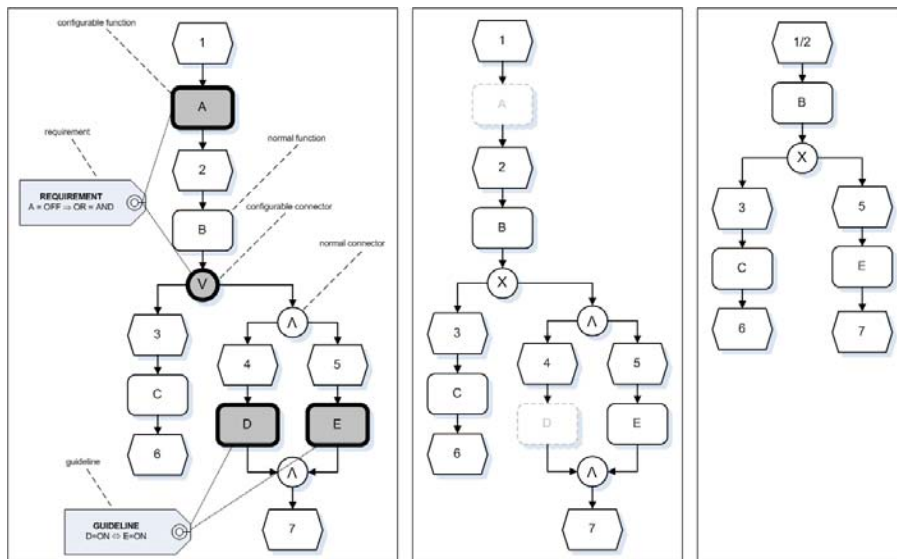 configurable function
1
A
requirement
2
normal function
REQUIREMENT
A = OFF ⇒ OR = AND
B
configurable connector
normal connector
V
Λ
3
4
5
C
D
E
6
Λ
guideline
GUIDELINE
D=ON ⇔ E=ON
7
1
A
2
B
X
Λ
3
4
5
C
D
E
6
Λ
7
1/2
B
X
3
5
C
E
6
7